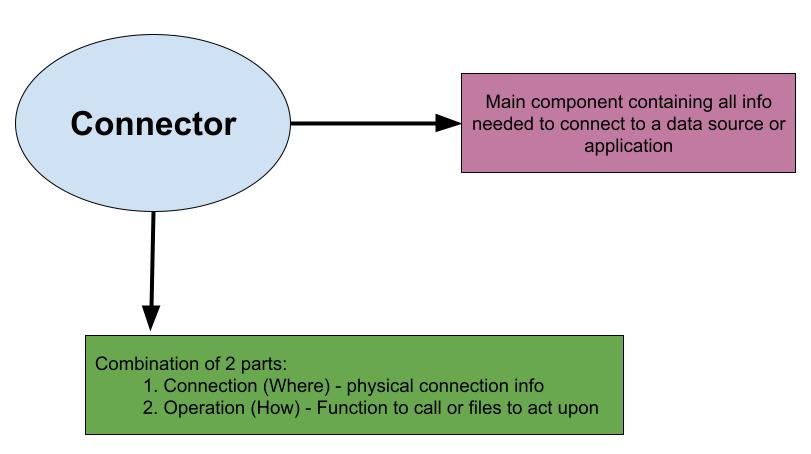 Connector
Main component containing all info
needed to connect to a data source or
application
Combination of 2 parts:
1. Connection (Where) - physical connection info
2. Operation (How) - Function to call or files to act upon